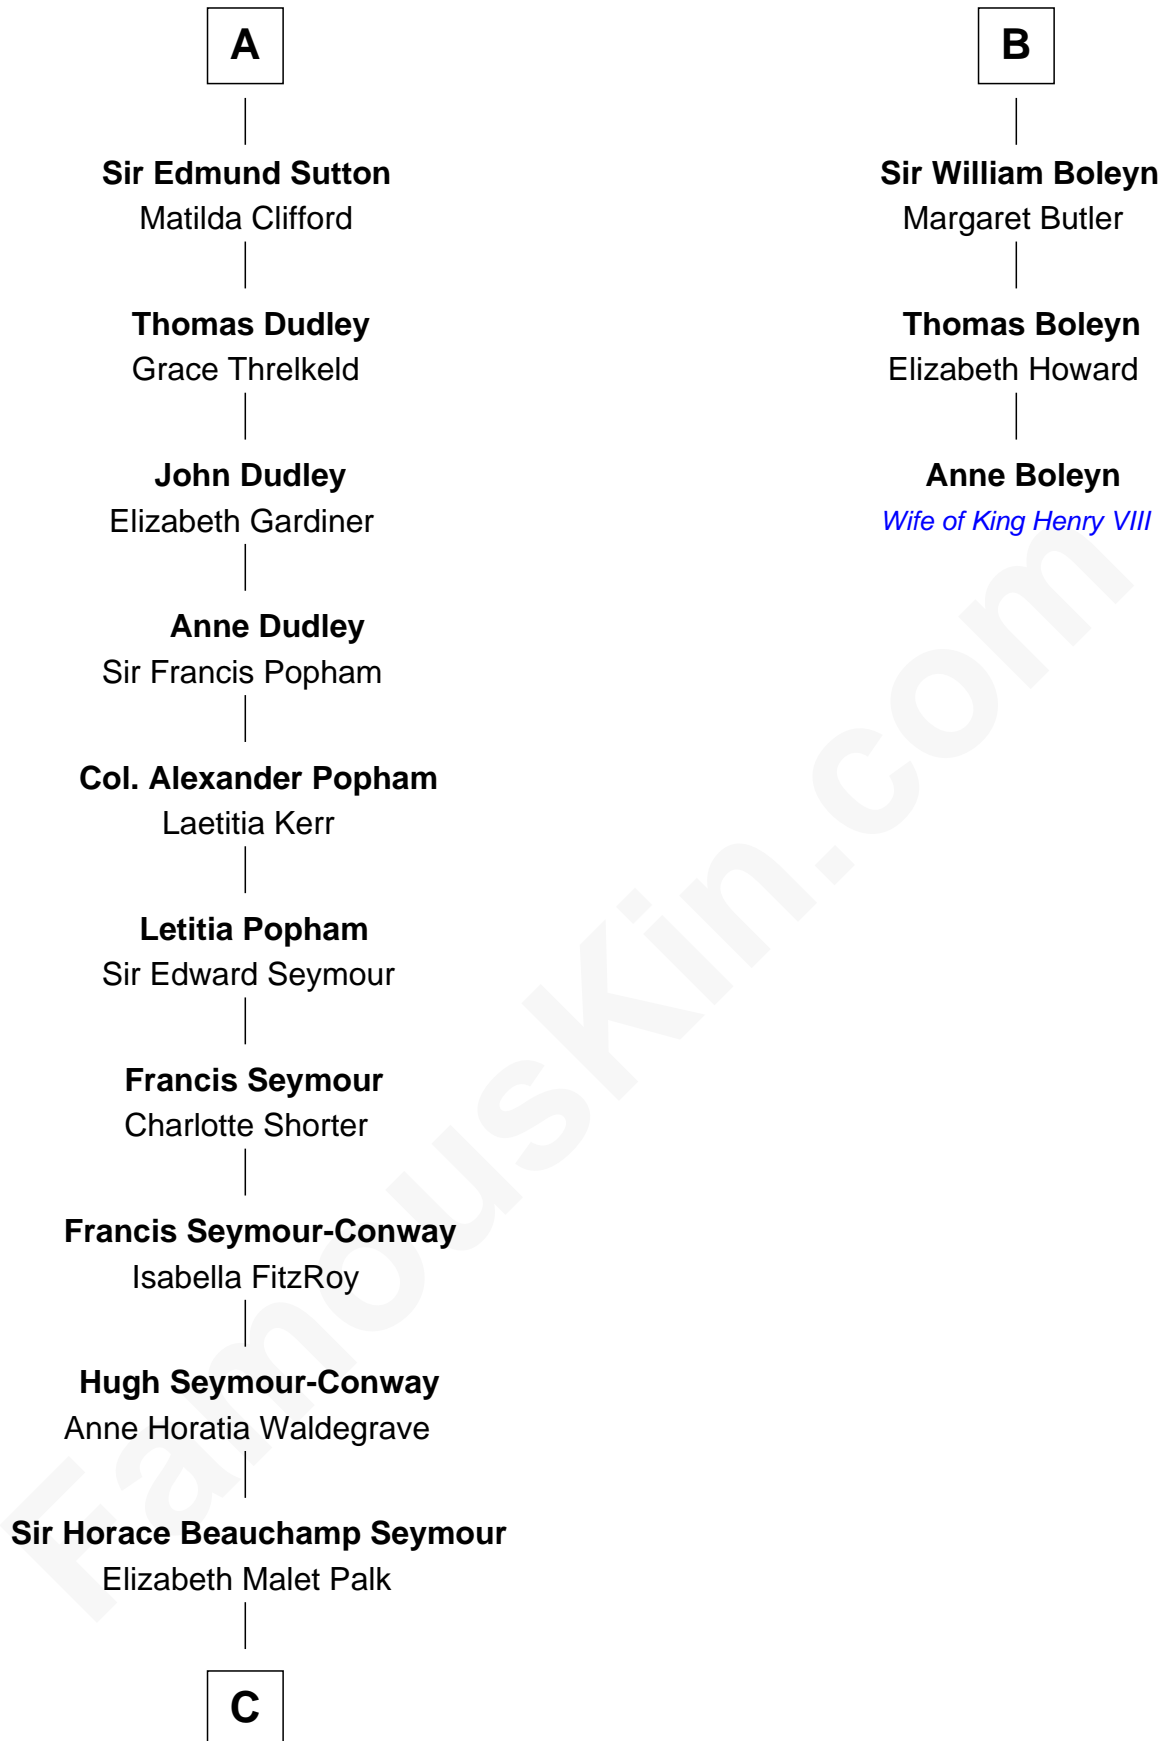 A
Sir Edmund Sutton
Matilda Clifford
Thomas Dudley
Grace Threlkeld
John Dudley
Elizabeth Gardiner
Anne Dudley
Sir Francis Popham
Col. Alexander Popham
Laetitia Kerr
Letitia Popham
Sir Edward Seymour
Francis Seymour
Charlotte Shorter
Francis Seymour-Conway
Isabella FitzRoy
Hugh Seymour-Conway
Anne Horatia Waldegrave
Sir Horace Beauchamp Seymour
Elizabeth Malet Palk
C
B
Sir William Boleyn
Margaret Butler
Thomas Boleyn
Elizabeth Howard
Anne Boleyn
Wife of King Henry VIII
FamousKin.com